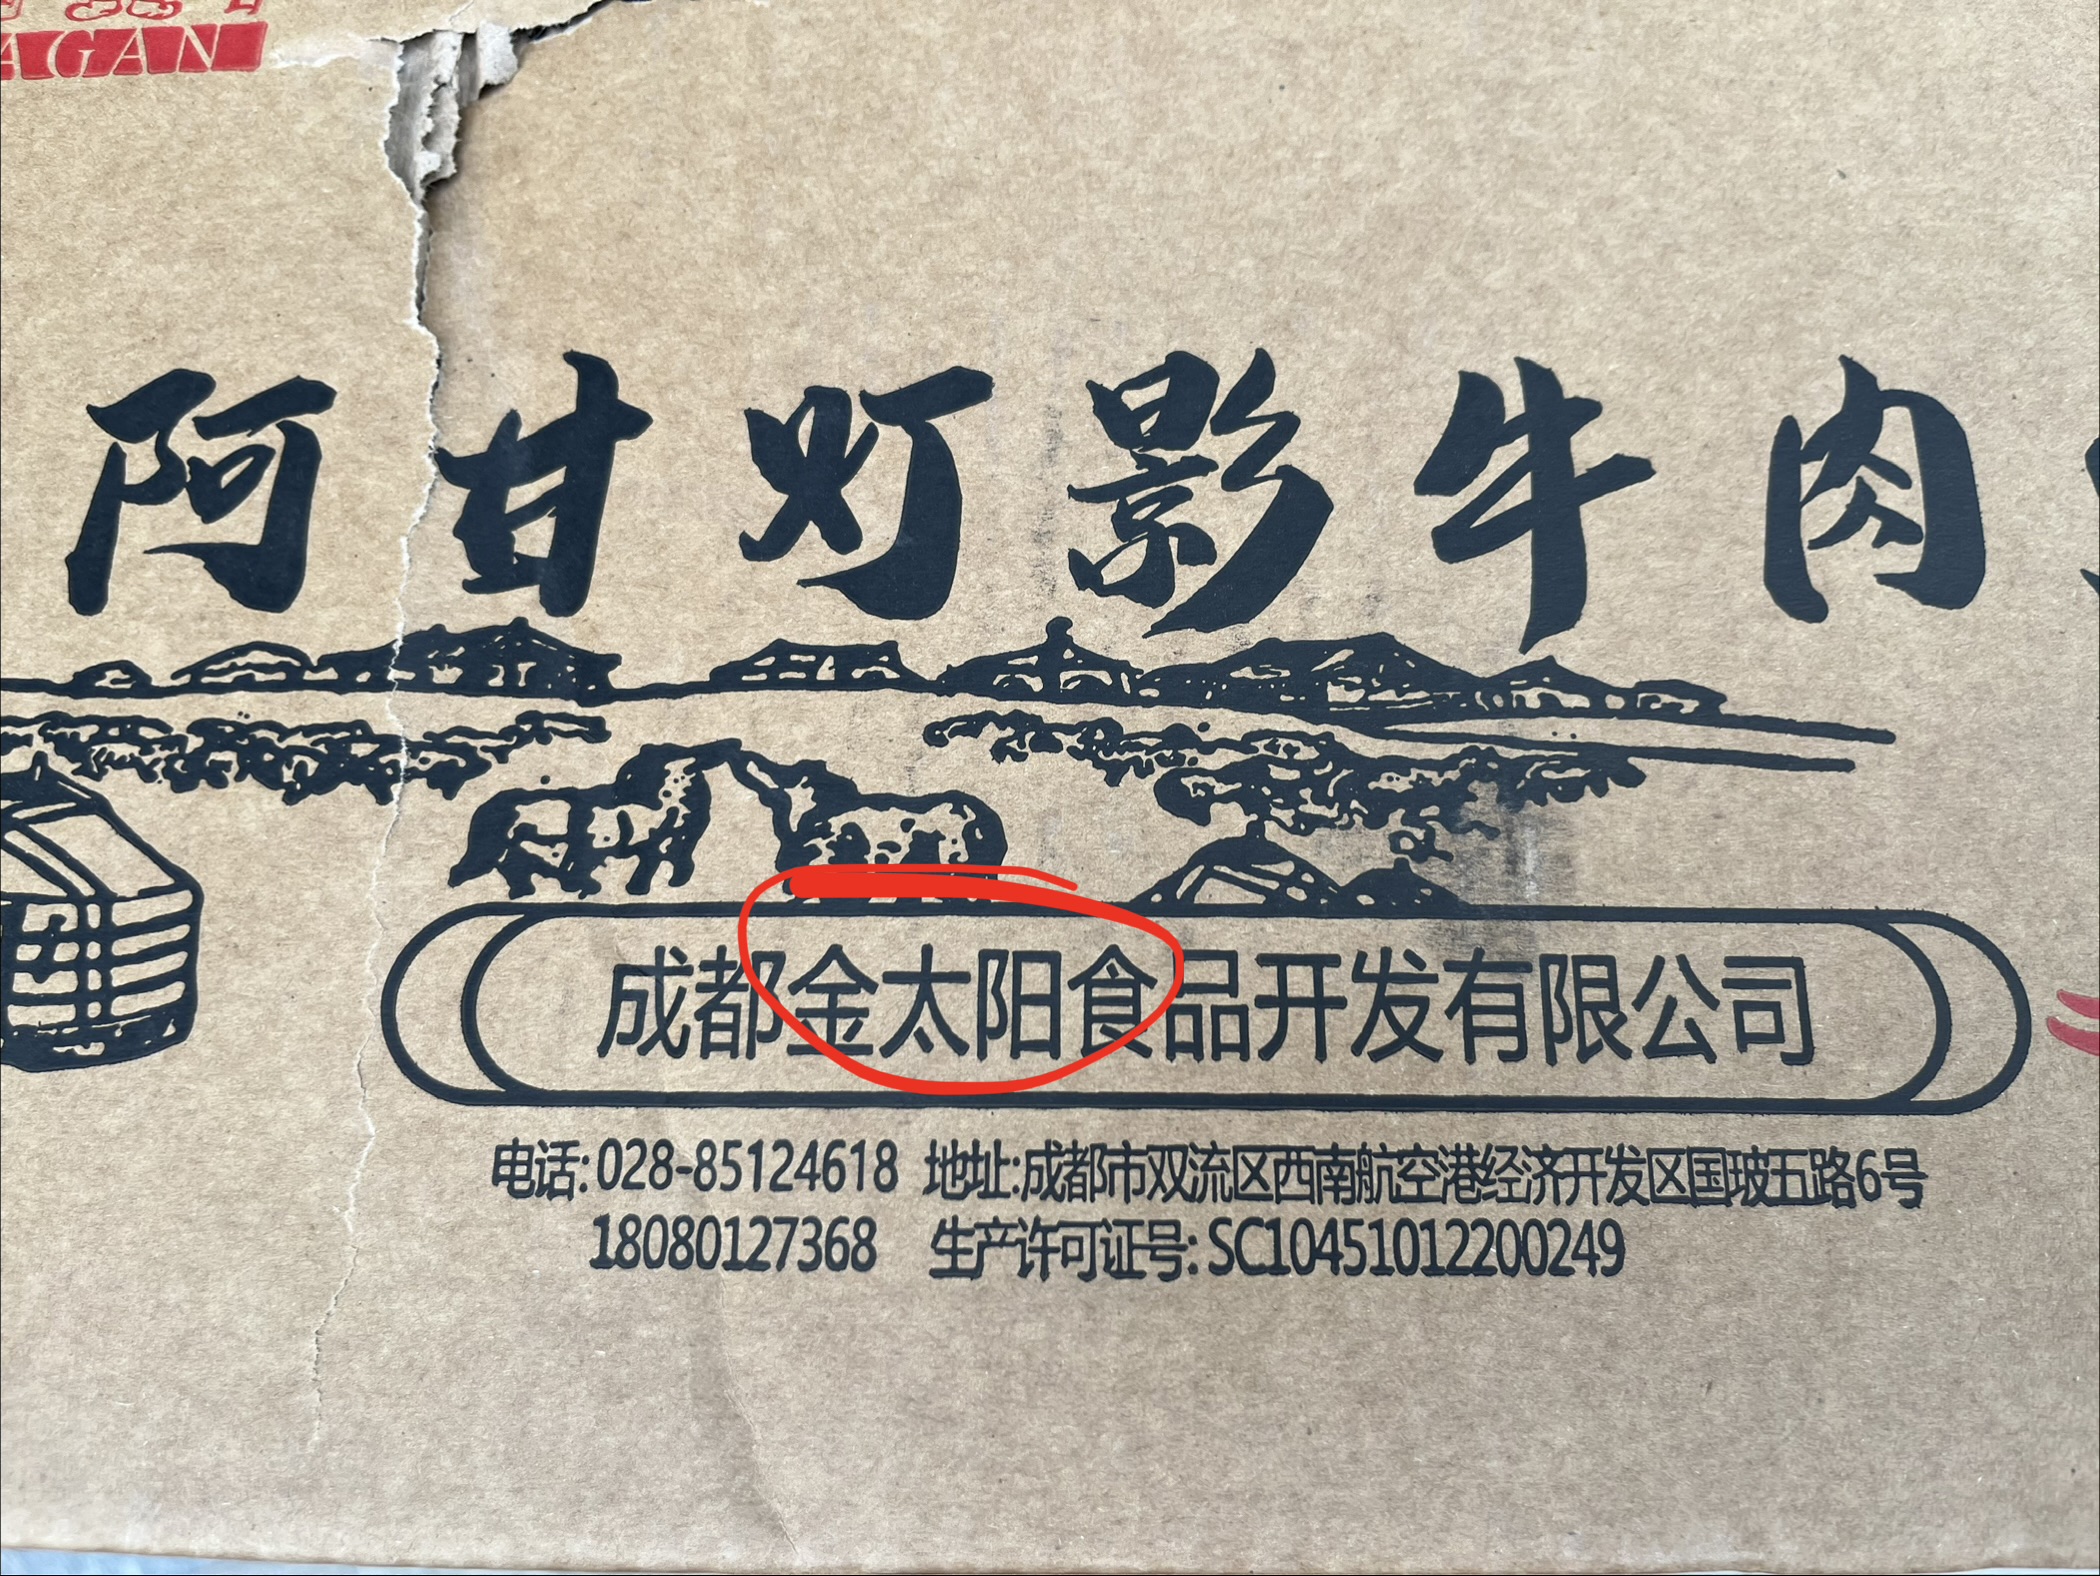 AGAN
阿甘灯影牛肉
成都金太阳食品开发有限公司
电话:028-85124618 地址:成都市双流区西南航空港经济开发区国玻五路6号
18080127368 生产许可证号:SC10451012200249